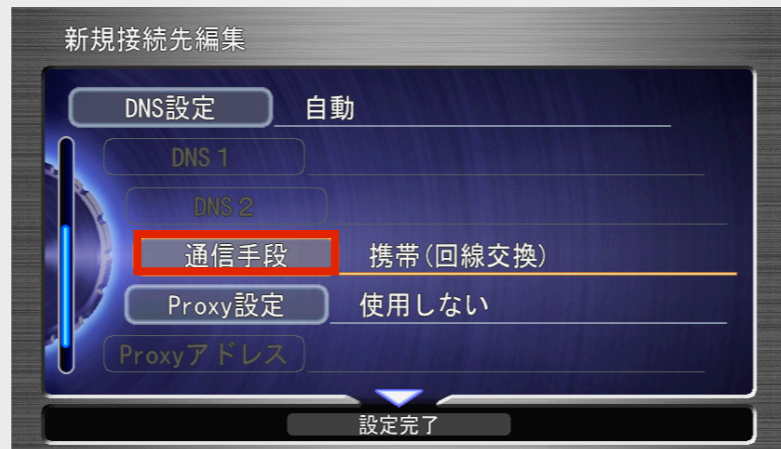 新規接続先編集
DNS設定 自動
DNS 1
DNS 2
通信手段 携帯(回線交換)
Proxy設定 使用しない
Proxyアドレス
設定完了